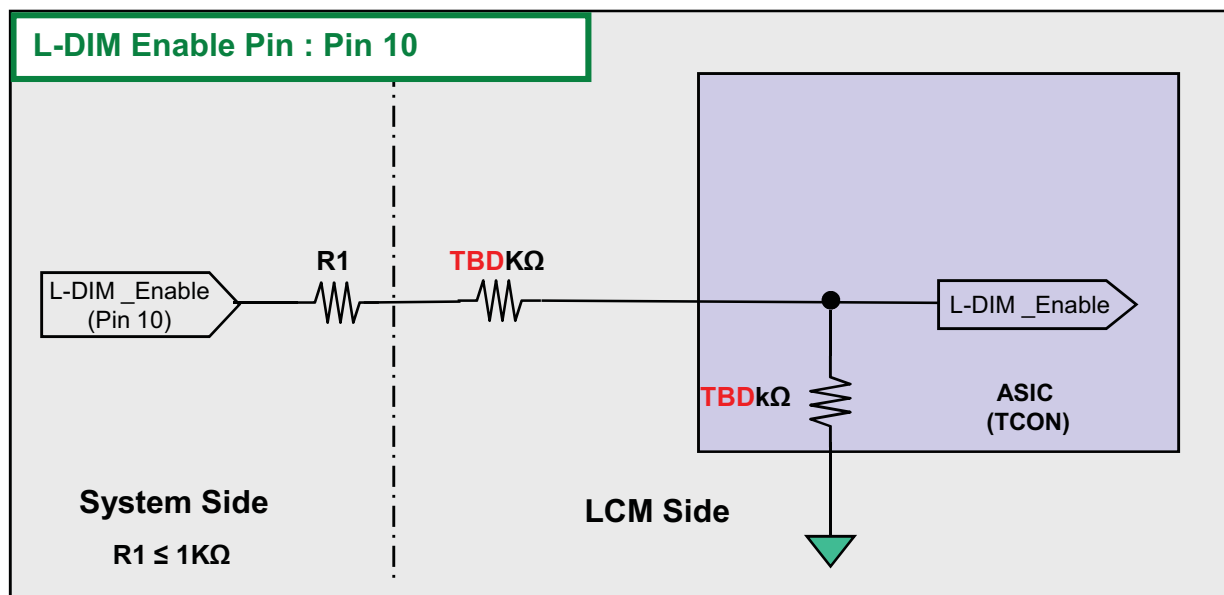 L-DIM Enable Pin : Pin 10
R1
TBDKΩ
L-DIM _Enable
(Pin 10)
L-DIM _Enable
TBDkΩ
ASIC
(TCON)
System Side
LCM Side
R1 ≤ 1KΩ